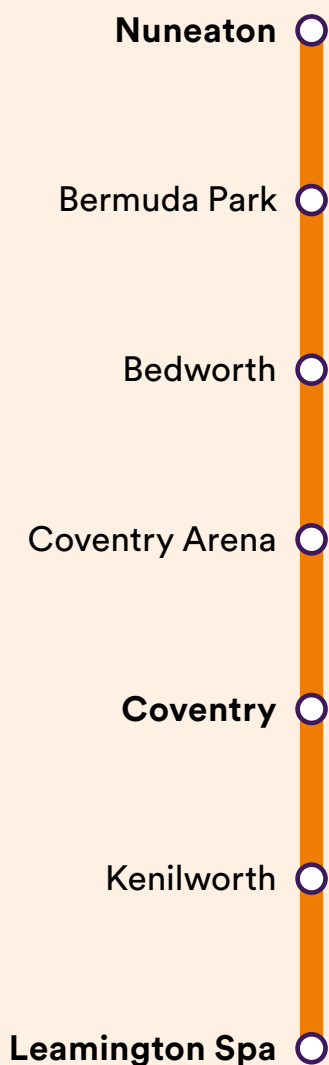 Nuneaton
Bermuda Park
Bedworth
Coventry Arena
Coventry
Kenilworth
Leamington Spa